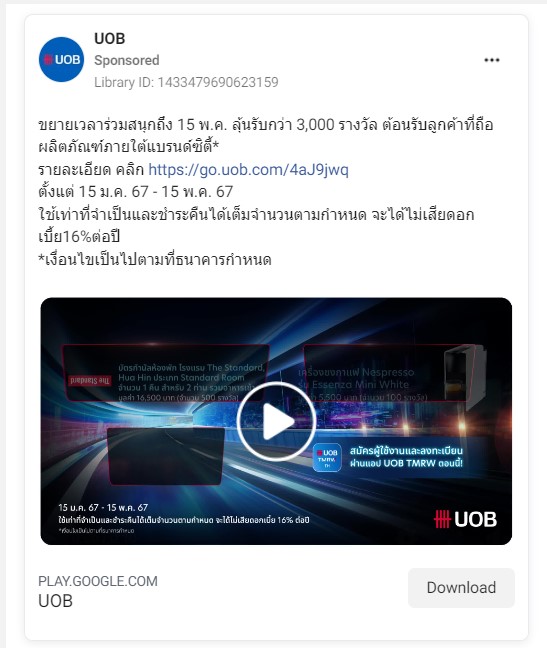 UOB
UOB
Sponsored
Library ID: 1433479690623159
ขยายเวลาร่วมสนุกถึง 15 พ.ค. ลุ้นรับกว่า 3,000 รางวัล ต้อนรับลูกค้าที่ถือ
ผลิตภัณฑ์ภายใต้แบรนด์ซิตี้*
รายละเอียด คลิก https://go.uob.com/4aJ9jwq
ตั้งแต่ 15 ม.ค. 67 - 15 พ.ค. 67
ใช้เท่าที่จำเป็นและชำระคืนได้เต็มจำนวนตามกำหนด จะได้ไม่เสียดอก
เบี้ย16%ต่อปี
*เงื่อนไขเป็นไปตามที่ธนาคารกำหนด
The Standard
บัตรกำนัลห้องพัก โรงแรม The Standard,
Hua Hin ประเภท Standard Room
จำนวน 1 คืน สำหรับ 2 ท่าน รวมอาหารเช้า
มูลค่า 16,500 บาท (จำนวน 500 รางวัล)
เครื่องชงกาแฟ Nespresso
รุ่น Essenza Mini White
5,500 บาท (จำนวน 100 รางวัล)
UOB
TMRW
TH
สมัครผู้ใช้งานและลงทะเบียน
ผ่านแอป UOB TMRW ตอนนี้!
15 ม.ค. 67 - 15 พ.ค. 67
ใช้เท่าที่จำเป็นและชำระคืนได้เต็มจำนวนตามกำหนด จะได้ไม่เสียดอกเบี้ย 16% ต่อปี
*เงื่อนไขเป็นไปตามที่ธนาคารกำหนด
UOB
PLAY.GOOGLE.COM
UOB
Download